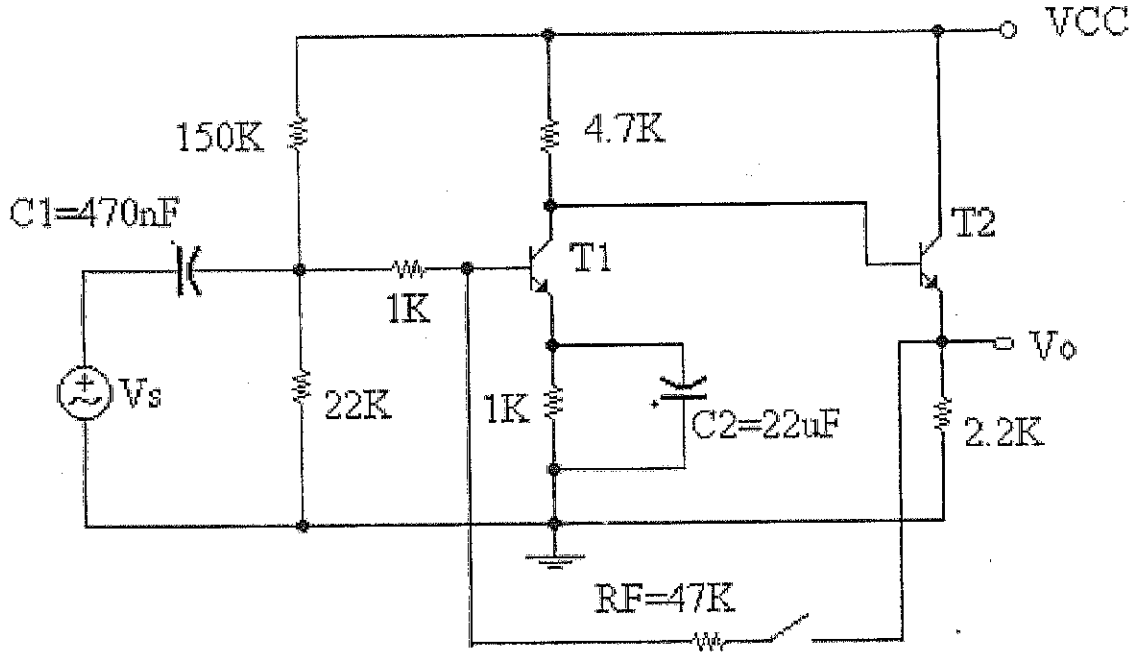 VCC
150K
4.7K
C1=470nF
T1
T2
1K
Vo
Vs
22K
1K
C2=22uF
2.2K
RF=47K